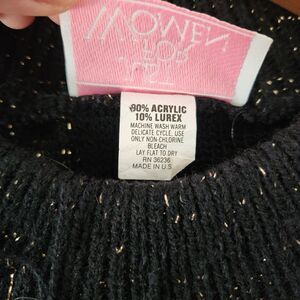 90% ACRYLIC
10% LUREX
MACHINE WASH WARM
DELICATE CYCLE, USE
ONLY NON-CHLORINE
BLEACH
LAY FLAT TO DRY
RN 36236
MADE IN U.S.